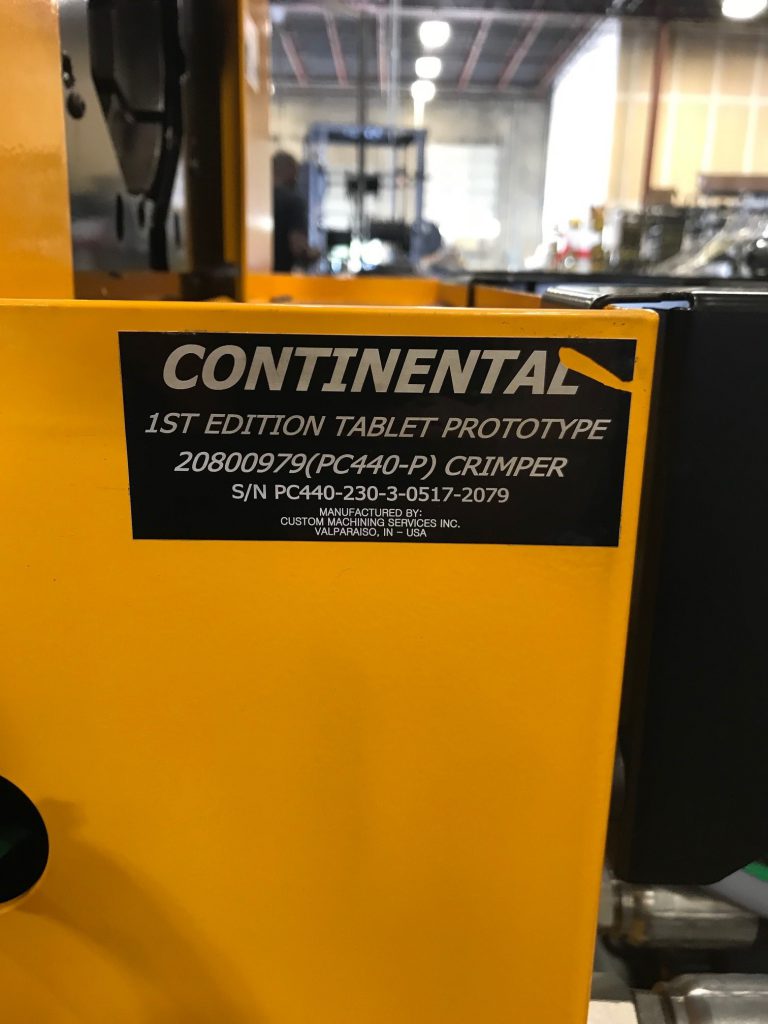 CONTINENTAL
1ST EDITION TABLET PROTOTYPE
20800979(PC440-P) CRIMPER
S/N PC440-230-3-0517-2079
MANUFACTURED BY:
CUSTOM MACHINING SERVICES INC.
VALPARAISO, IN - USA